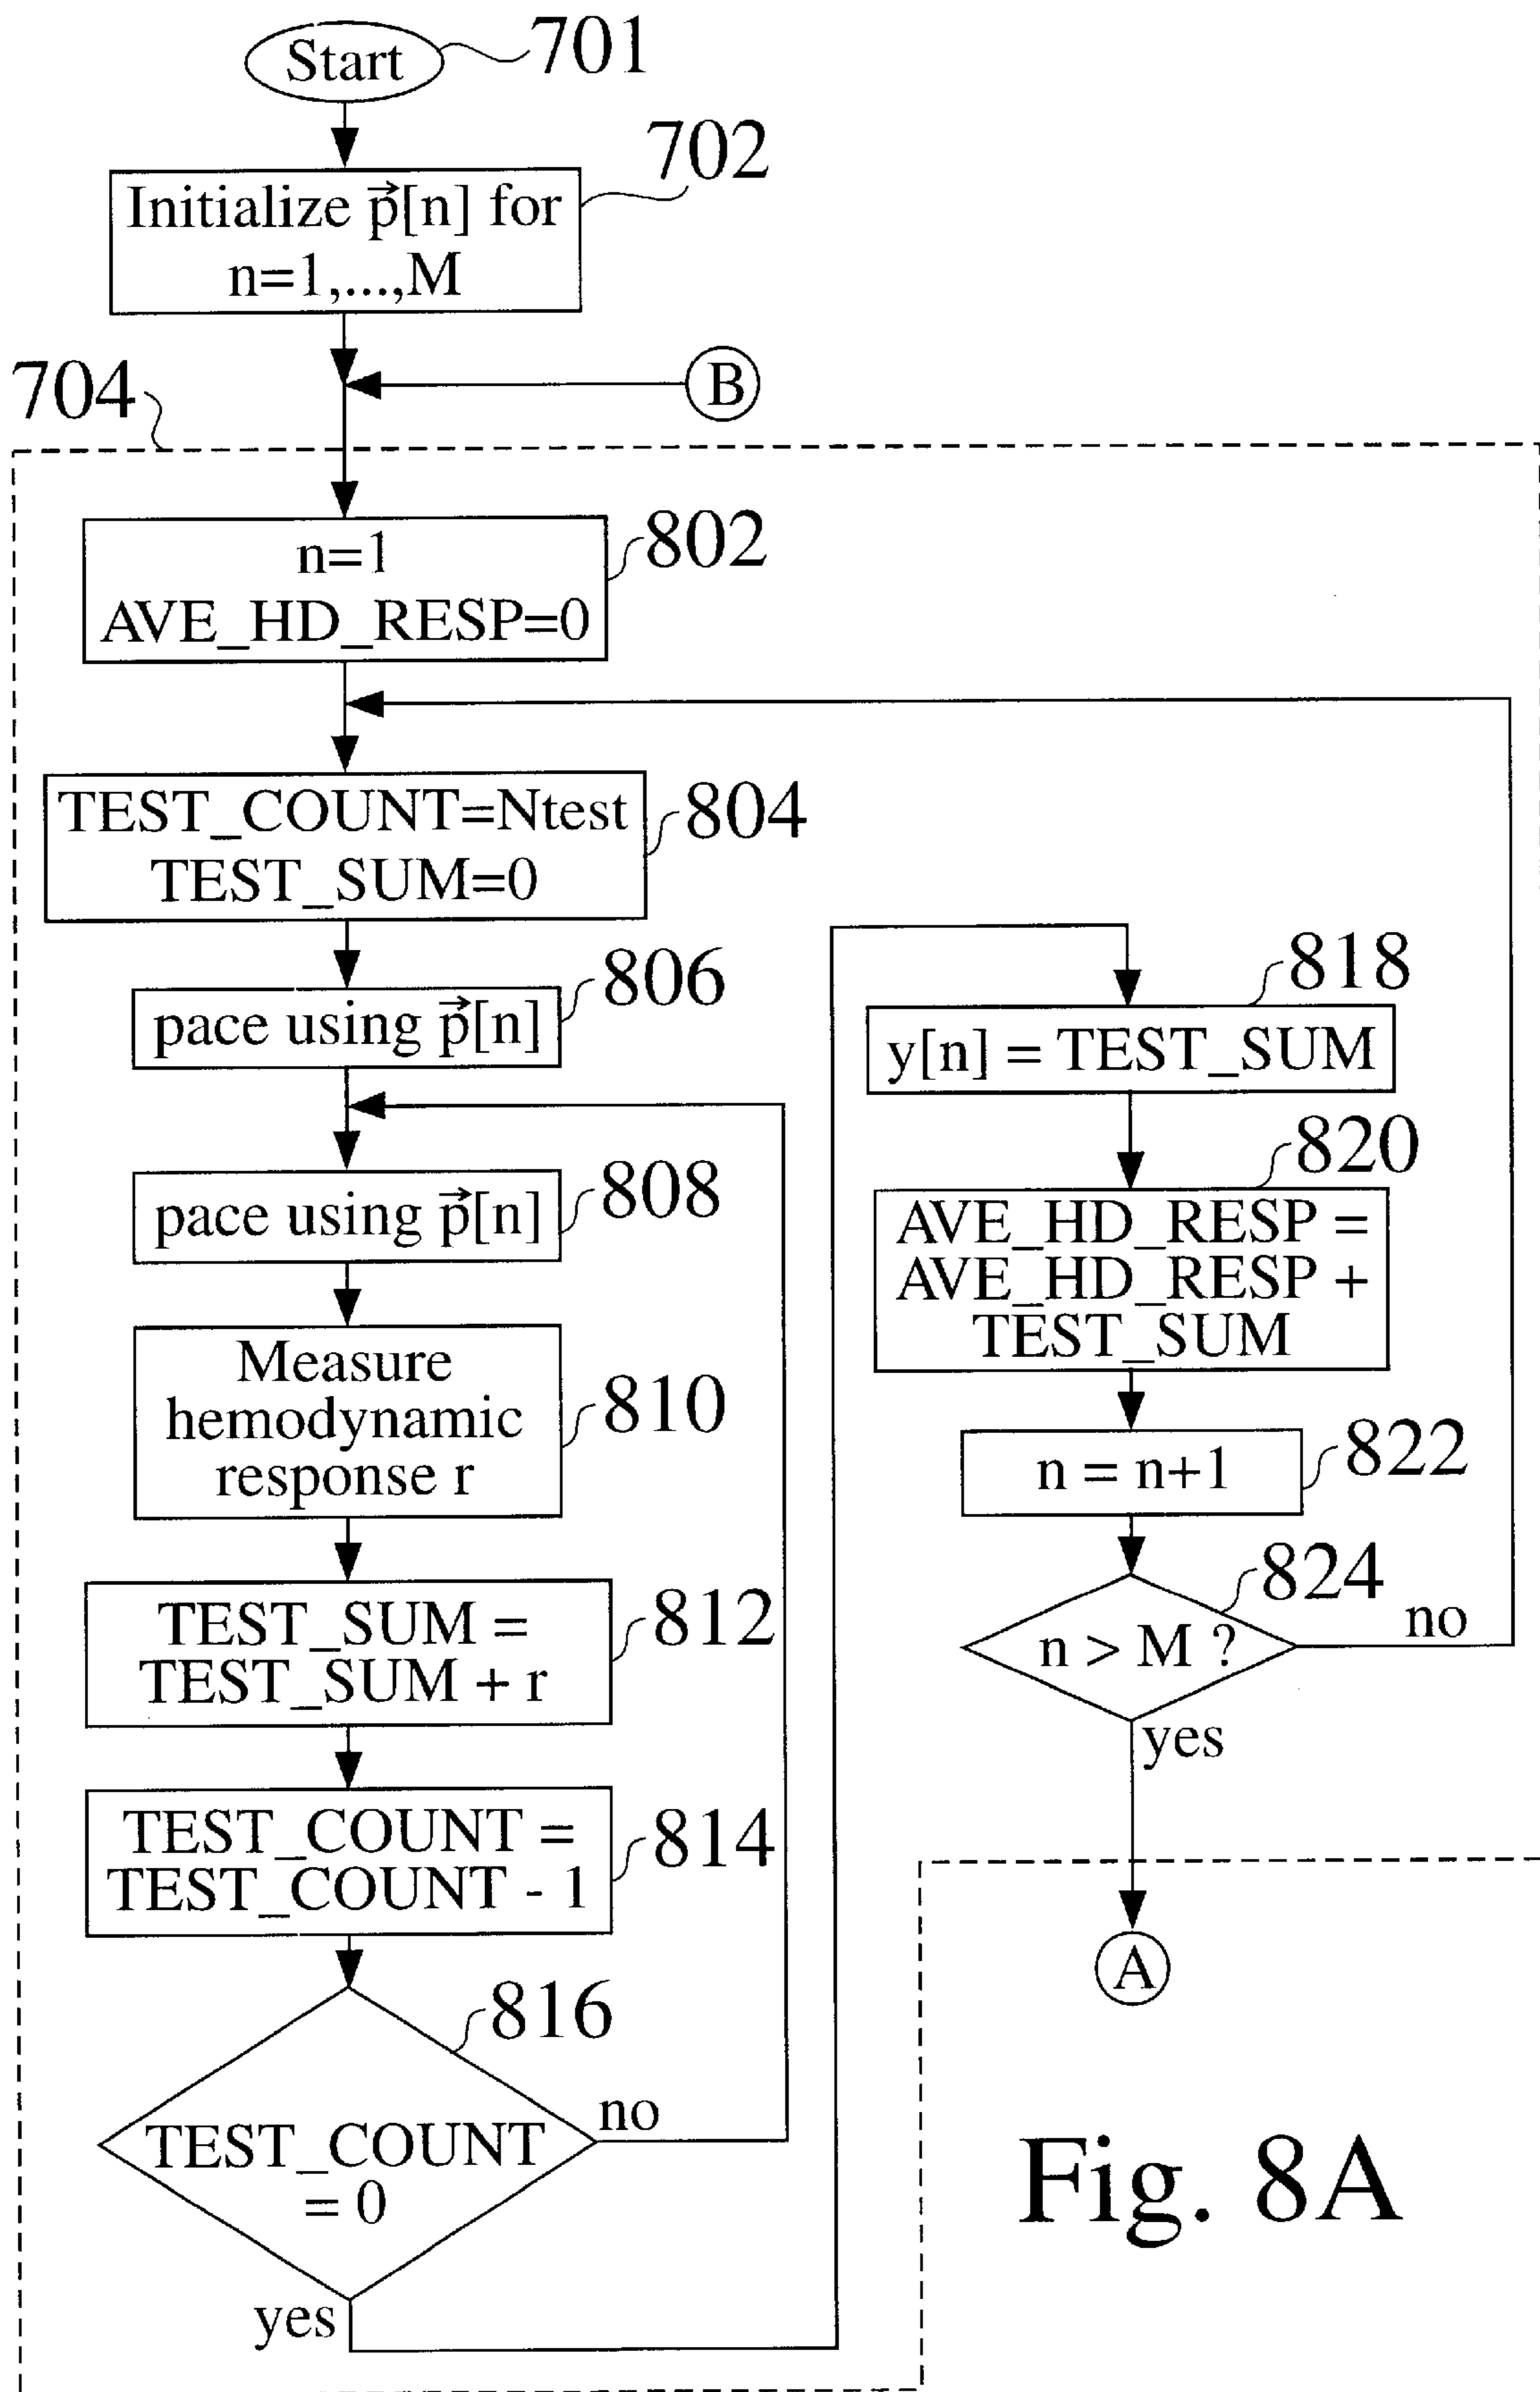 Start
701
702
Initialize p⃗[n] for
n=1,...,M
B
704
n=1
AVE_HD_RESP=0
802
TEST_COUNT=Ntest
TEST_SUM=0
804
pace using p⃗[n]
806
pace using p⃗[n]
808
Measure
hemodynamic
response r
810
TEST_SUM =
TEST_SUM + r
812
TEST_COUNT =
TEST_COUNT - 1
814
816
TEST_COUNT
= 0
no
yes
818
y[n] = TEST_SUM
820
AVE_HD_RESP =
AVE_HD_RESP +
TEST_SUM
n = n+1
822
824
n > M ?
no
yes
A
Fig. 8A